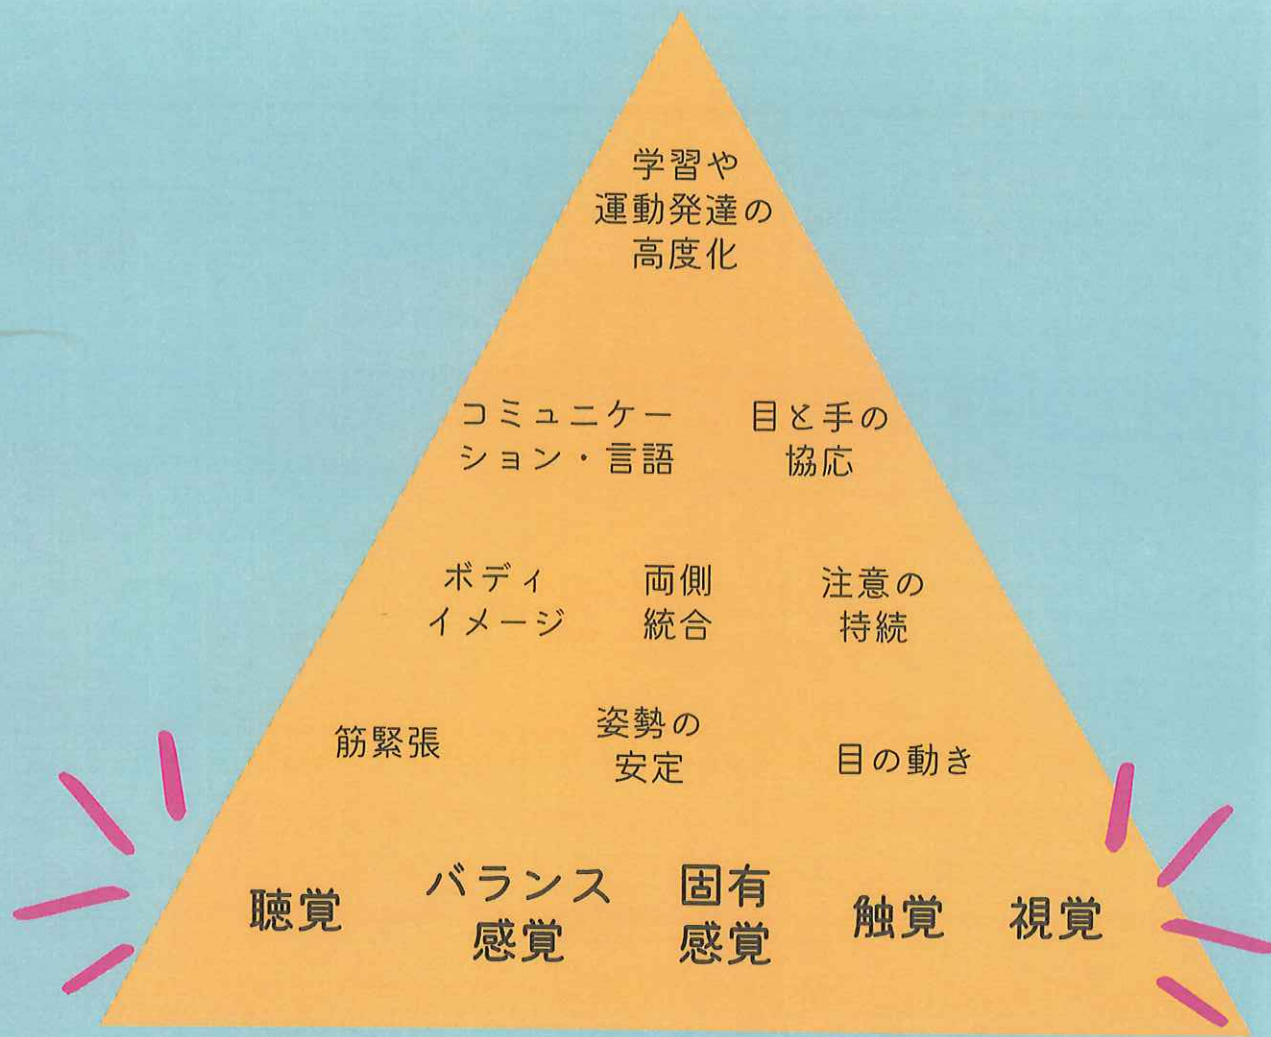 学習や
運動発達の
高度化
コミュニケー
ション・言語
目と手の
協応
ボディ
イメージ
両側
統合
注意の
持続
筋緊張
姿勢の
安定
目の動き
聴覚
バランス
感覚
固有
感覚
触覚
視覚